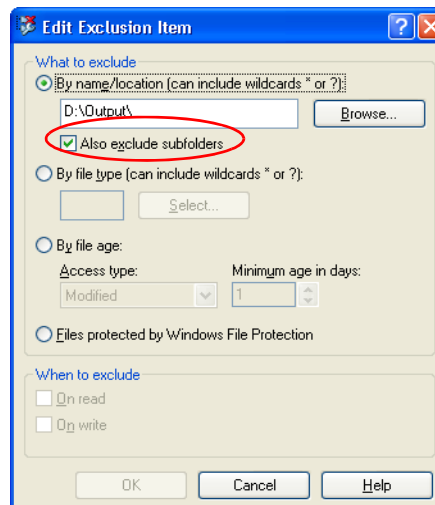 Edit Exclusion Item
What to exclude
By name/location (can include wildcards * or ?):
D:\Output\
Browse...
Also exclude subfolders
By file type (can include wildcards * or ?):
Select...
By file age:
Access type:
Minimum age in days:
Modified
1
Files protected by Windows File Protection
When to exclude
On read
On write
OK
Cancel
Help